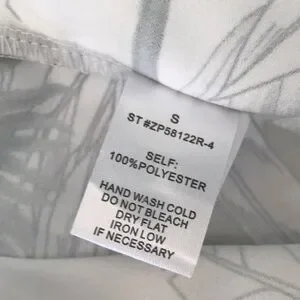 S
ST #ZP58122R-4
SELF:
100%POLYESTER
HAND WASH COLD
DO NOT BLEACH
DRY FLAT
IRON LOW
IF NECESSARY